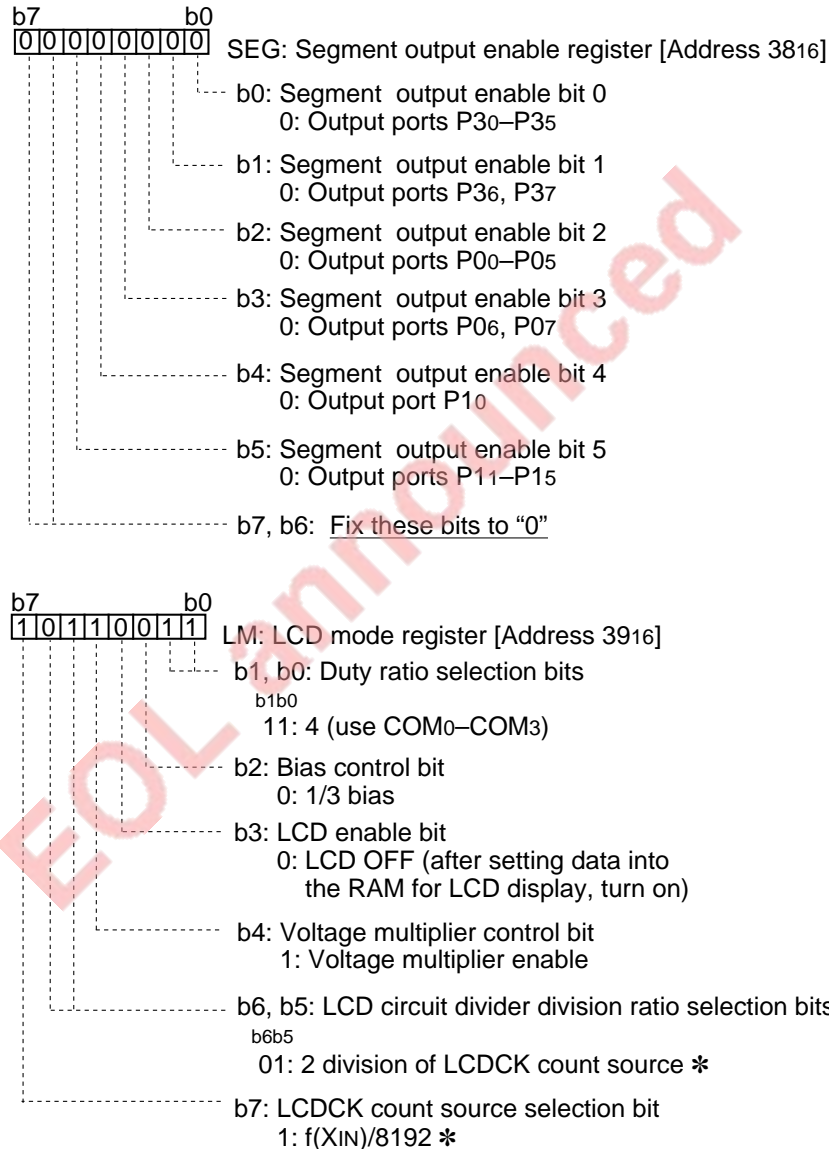 b7 b0
0 0 0 0 0 0 0 0 SEG: Segment output enable register [Address 3816]
b0: Segment output enable bit 0
0: Output ports P30–P35
b1: Segment output enable bit 1
0: Output ports P36, P37
b2: Segment output enable bit 2
0: Output ports P00–P05
b3: Segment output enable bit 3
0: Output ports P06, P07
b4: Segment output enable bit 4
0: Output port P10
b5: Segment output enable bit 5
0: Output ports P11–P15
b7, b6: Fix these bits to “0”
b7 b0
1 0 1 1 0 0 1 1 LM: LCD mode register [Address 3916]
b1, b0: Duty ratio selection bits
b1b0
11: 4 (use COM0–COM3)
b2: Bias control bit
0: 1/3 bias
b3: LCD enable bit
0: LCD OFF (after setting data into
the RAM for LCD display, turn on)
b4: Voltage multiplier control bit
1: Voltage multiplier enable
b6, b5: LCD circuit divider division ratio selection bits
b6b5
01: 2 division of LCDCK count source ✽
b7: LCDCK count source selection bit
1: f(XIN)/8192 ✽
EOL announced